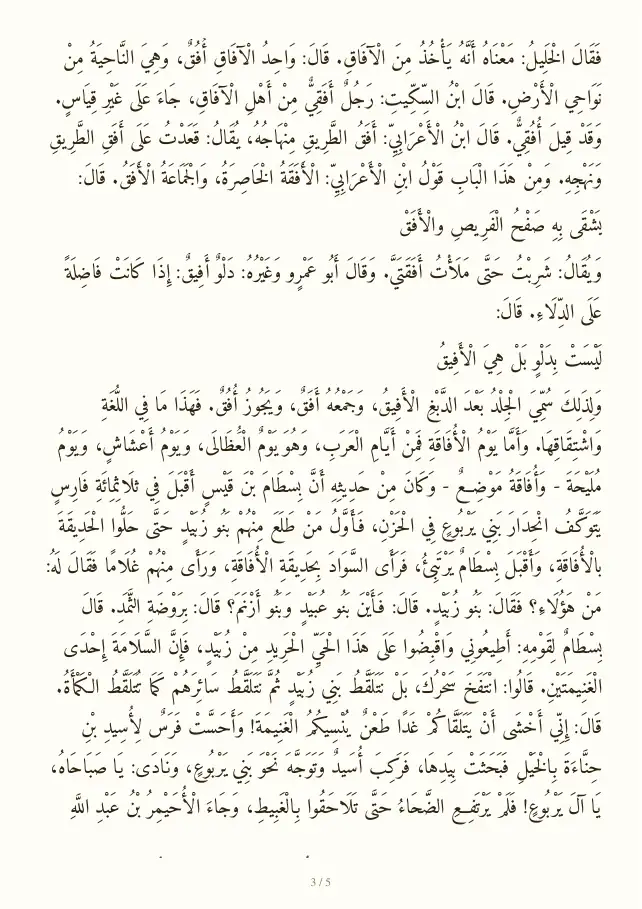 فَقَالَ الْخَلِيلُ: مَعْنَاهُ أَنَّهُ يَأْخُذُ مِنَ الْآفَاقِ. قَالَ: وَاحِدُ الْآفَاقِ أُفُقٌ، وَهِيَ النَّاحِيَةُ مِنْ
نَوَاحِي الْأَرْضِ. قَالَ ابْنُ السِّكِّيتِ: رَجُلٌ أَفَقِيٌّ مِنْ أَهْلِ الْآفَاقِ، جَاءَ عَلَى غَيْرِ قِيَاسٍ.
وَقَدْ قِيلَ أُفُقِيٌّ. قَالَ ابْنُ الْأَعْرَابِيِّ: أَفَقُ الطَّرِيقِ مِنْهَاجُهُ، يُقَالُ: قَعَدْتُ عَلَى أَفَقِ الطَّرِيقِ
وَنَهْجِهِ. وَمِنْ هَذَا الْبَابِ قَوْلُ ابْنِ الْأَعْرَابِيِّ: الْأَفَقَةُ الْخَاصِرَةُ، وَالْجَمَاعَةُ الْأَفَقُ. قَالَ:
يَشْقَى بِهِ صَفْحُ الْفَرِيصِ والْأَفَقْ
وَيُقَالُ: شَرِبْتُ حَتَّى مَلَأْتُ أَفَقَتَيَّ. وَقَالَ أَبُو عَمْرٍو وَغَيْرُهُ: دَلْوٌ أَفِيقٌ: إِذَا كَانَتْ فَاضِلَةً
عَلَى الدِّلَاءِ. قَالَ:
لَيْسَتْ بِدَلْوٍ بَلْ هِيَ الْأَفِيقُ
وَلِذَلِكَ سُمِّيَ الْجِلْدُ بَعْدَ الدَّبْغِ الْأَفِيقُ، وَجَمْعُهُ أَفَقٌ، وَيَجُوزُ أُفُقٌ. فَهَذَا مَا فِي اللُّغَةِ
وَاشْتِقَاقِهَا. وَأَمَّا يَوْمُ الْأُفَاقَةِ فَمِنْ أَيَّامِ الْعَرَبِ، وَهُوَ يَوْمُ الْعُظَالَى، وَيَوْمُ أَعْشَاشٍ، وَيَوْمُ
مُلَيْحَةَ - وَأُفَاقَةُ مَوْضِعٌ - وَكَانَ مِنْ حَدِيثِهِ أَنَّ بِسْطَامَ بْنَ قَيْسٍ أَقْبَلَ فِي ثَلَاثِمِائَةِ فَارِسٍ
يَتَوَكَّفُ انْحِدَارَ بَنِي يَرْبُوعٍ فِي الْحَزْنِ، فَأَوَّلُ مَنْ طَلَعَ مِنْهُمْ بَنُو زُبَيْدٍ حَتَّى حَلُّوا الْحَدِيقَةَ
بِالْأُفَاقَةِ، وَأَقْبَلَ بِسْطَامٌ يَرْتَبِئُ، فَرَأَى السَّوَادَ بِحَدِيقَةِ الْأُفَاقَةِ، وَرَأَى مِنْهُمْ غُلَامًا فَقَالَ لَهُ:
مَنْ هَؤُلَاءِ؟ فَقَالَ: بَنُو زُبَيْدٍ. قَالَ: فَأَيْنَ بَنُو عُبَيْدٍ وَبَنُو أَزْنَمَ؟ قَالَ: بِرَوْضَةِ الثَّمَدِ. قَالَ
بِسْطَامٌ لِقَوْمِهِ: أَطِيعُونِي وَاقْبِضُوا عَلَى هَذَا الْحَيِّ الْحَرِيدِ مِنْ زُبَيْدٍ، فَإِنَّ السَّلَامَةَ إِحْدَى
الْغَنِيمَتَيْنِ. قَالُوا: انْتَفَخَ سَحْرُكَ، بَلْ نَتَلَقَّطُ بَنِي زُبَيْدٍ ثُمَّ نَتَلَقَّطُ سَائِرَهُمْ كَمَا تُتَلَقَّطُ الْكَمْأَةُ.
قَالَ: إِنِّي أَخْشَى أَنْ يَتَلَقَّاكُمْ غَدًا طَعْنٌ يُنْسِيكُمُ الْغَنِيمَةَ! وَأَحَسَّتْ فَرَسٌ لِأُسِيدِ بْنِ
حِنَّاءَةَ بِالْخَيْلِ فَبَحَثَتْ بِيَدِهَا، فَرَكِبَ أُسَيدٌ وَتَوَجَّهَ نَحْوَ بَنِي يَرْبُوعٍ، وَنَادَى: يَا صَبَاحَاهُ،
يَا آلَ يَرْبُوعٍ! فَلَمْ يَرْتَفِعِ الضَّحَاءُ حَتَّى تَلَاحَقُوا بِالْغَبِيطِ، وَجَاءَ الْأُحَيْمِرُ بْنُ عَبْدِ اللَّهِ
3 / 5